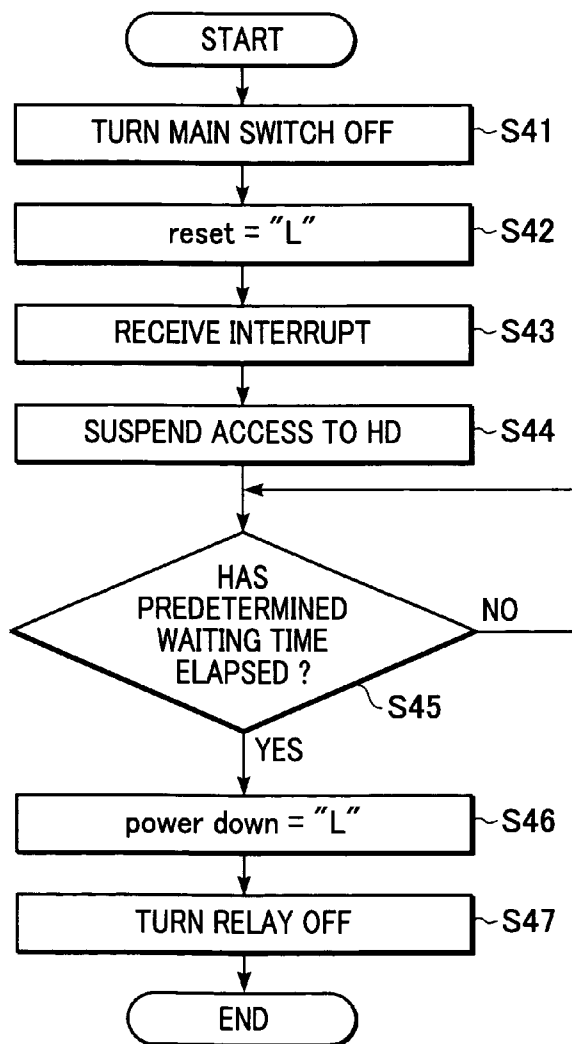 START
TURN MAIN SWITCH OFF
S41
reset = "L"
S42
RECEIVE INTERRUPT
S43
SUSPEND ACCESS TO HD
S44
HAS
PREDETERMINED
WAITING TIME
ELAPSED ?
NO
S45
YES
power down = "L"
S46
TURN RELAY OFF
S47
END